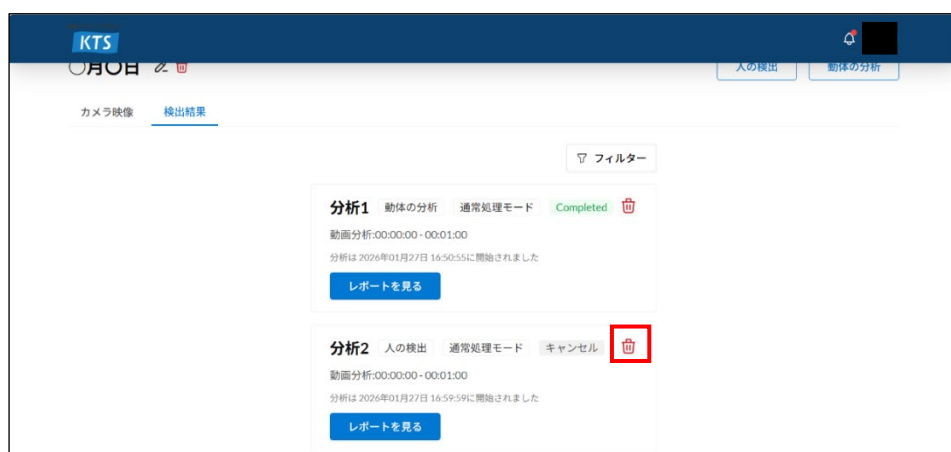 KTS
〇月〇日
人の検出 動体の分析
カメラ映像 検出結果
フィルター
分析1 動体の分析 通常処理モード Completed
動画分析:00:00:00 - 00:01:00
分析は 2026年01月27日 16:50:55に開始されました
レポートを見る
分析2 人の検出 通常処理モード キャンセル
動画分析:00:00:00 - 00:01:00
分析は 2026年01月27日 16:59:59に開始されました
レポートを見る